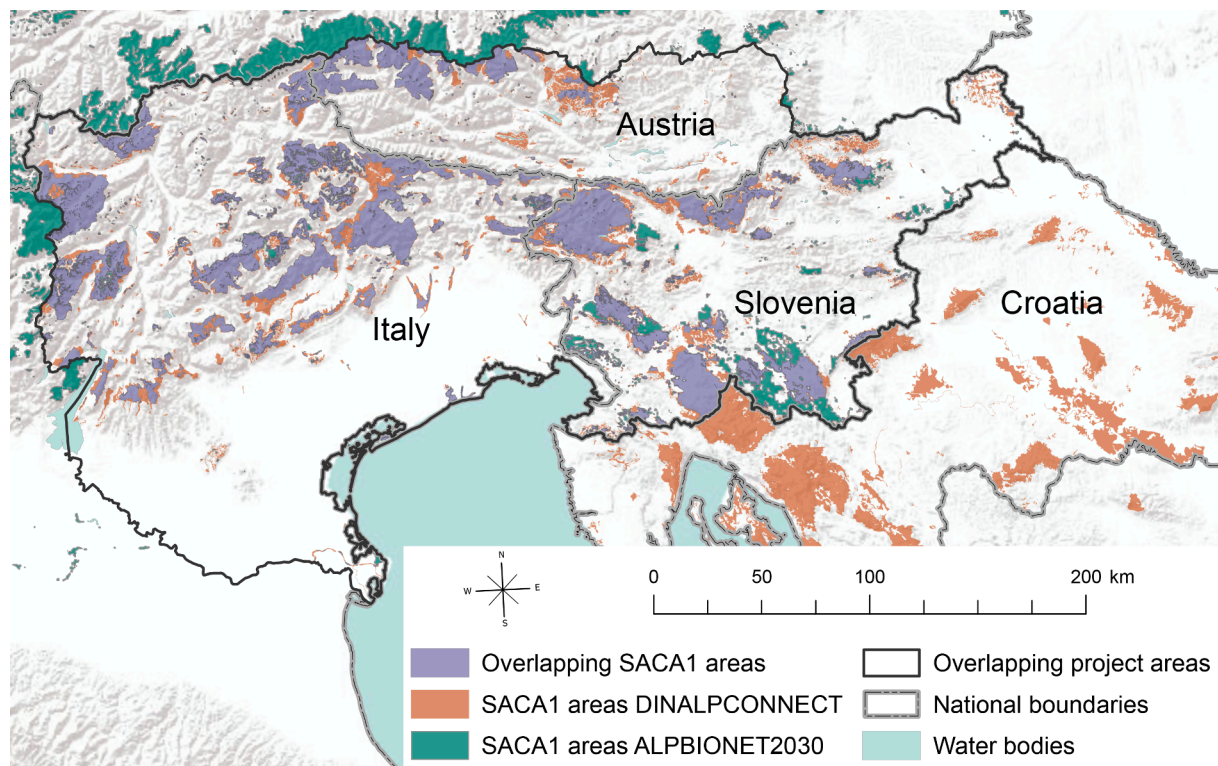 Austria
Slovenia
Croatia
Italy
N
W E
S
0 50 100 200 km
Overlapping SACA1 areas
SACA1 areas DINALPCONNECT
SACA1 areas ALPBIONET2030
Overlapping project areas
National boundaries
Water bodies